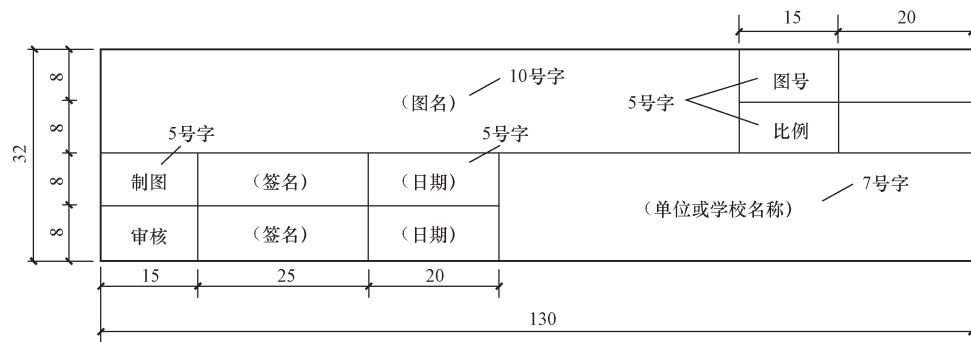 15 20
10号字
(图名)
5号字
图号
比例
8
8
8
8
32
5号字
5号字
制图
(签名)
(日期)
7号字
(单位或学校名称)
审核
(签名)
(日期)
15 25 20
130